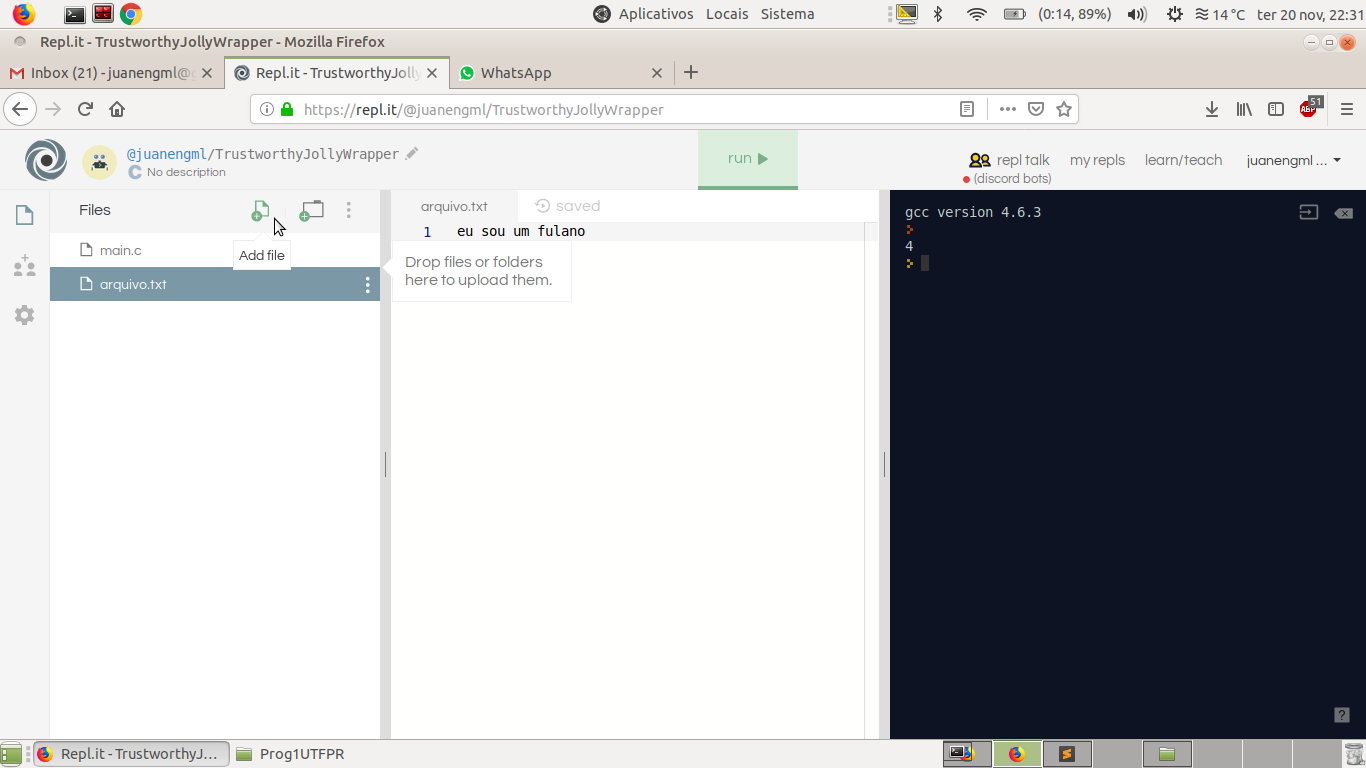 Aplicativos Locais Sistema (0:14, 89%) 14 °C ter 20 nov, 22:31
Repl.it - TrustworthyJollyWrapper - Mozilla Firefox
Inbox (21) - juanengml@ Repl.it - TrustworthyJolly WhatsApp
https://repl.it/@juanengml/TrustworthyJollyWrapper ABP 51
@juanengml/TrustworthyJollyWrapper
C No description
run
repl talk my repls learn/teach juanengml ...
(discord bots)
Files
arquivo.txt saved
gcc version 4.6.3
1 eu sou um fulano
main.c
Add file
4
Drop files or folders
here to upload them.
arquivo.txt
?
Repl.it - TrustworthyJ... Prog1UTFPR